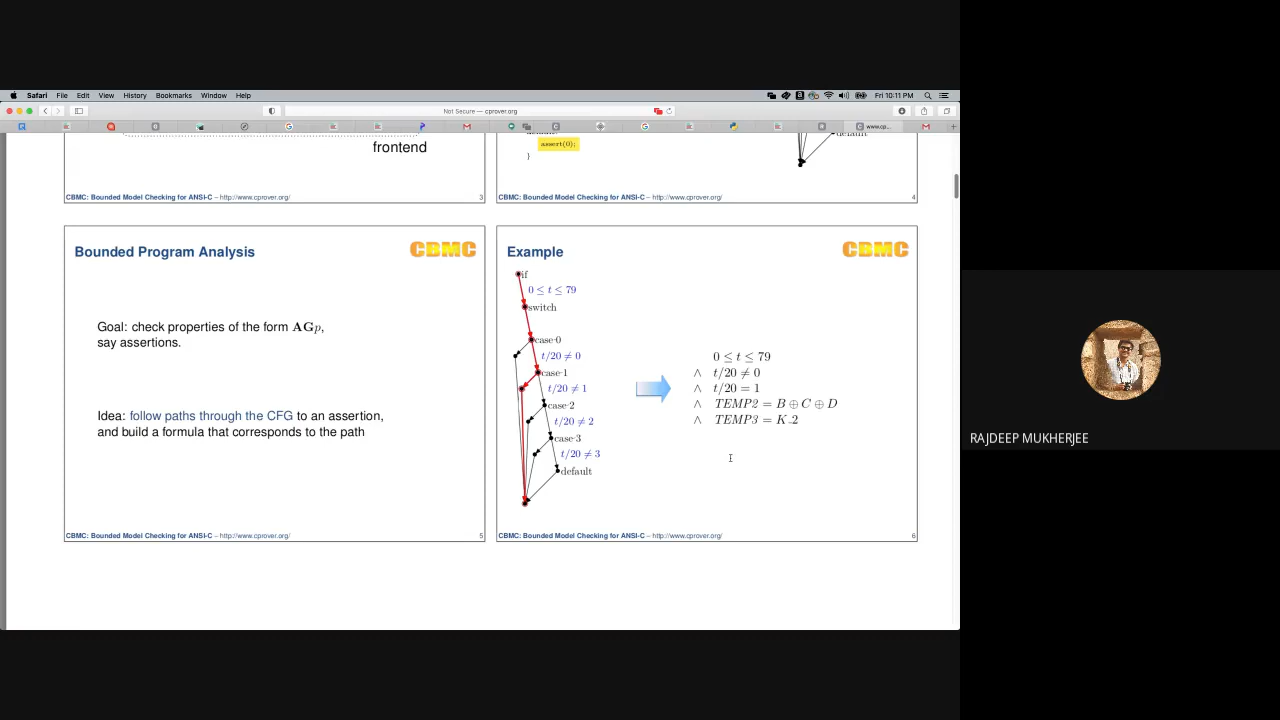 Safari File Edit View History Bookmarks Window Help
Fri 10:11 PM
Not Secure — cprover.org
www.cp...
frontend
assert(0);
}
default
CBMC: Bounded Model Checking for ANSI-C – http://www.cprover.org/ 3
CBMC: Bounded Model Checking for ANSI-C – http://www.cprover.org/ 4
Bounded Program Analysis
CBMC
Goal: check properties of the form AGp,
say assertions.
Idea: follow paths through the CFG to an assertion,
and build a formula that corresponds to the path
CBMC: Bounded Model Checking for ANSI-C – http://www.cprover.org/ 5
Example
CBMC
if
0 ≤ t ≤ 79
switch
case-0
t/20 ≠ 0
case-1
t/20 ≠ 1
case-2
t/20 ≠ 2
case-3
t/20 ≠ 3
default
0 ≤ t ≤ 79
∧ t/20 ≠ 0
∧ t/20 = 1
∧ TEMP2 = B ⊕ C ⊕ D
∧ TEMP3 = K_2
CBMC: Bounded Model Checking for ANSI-C – http://www.cprover.org/ 6
RAJDEEP MUKHERJEE